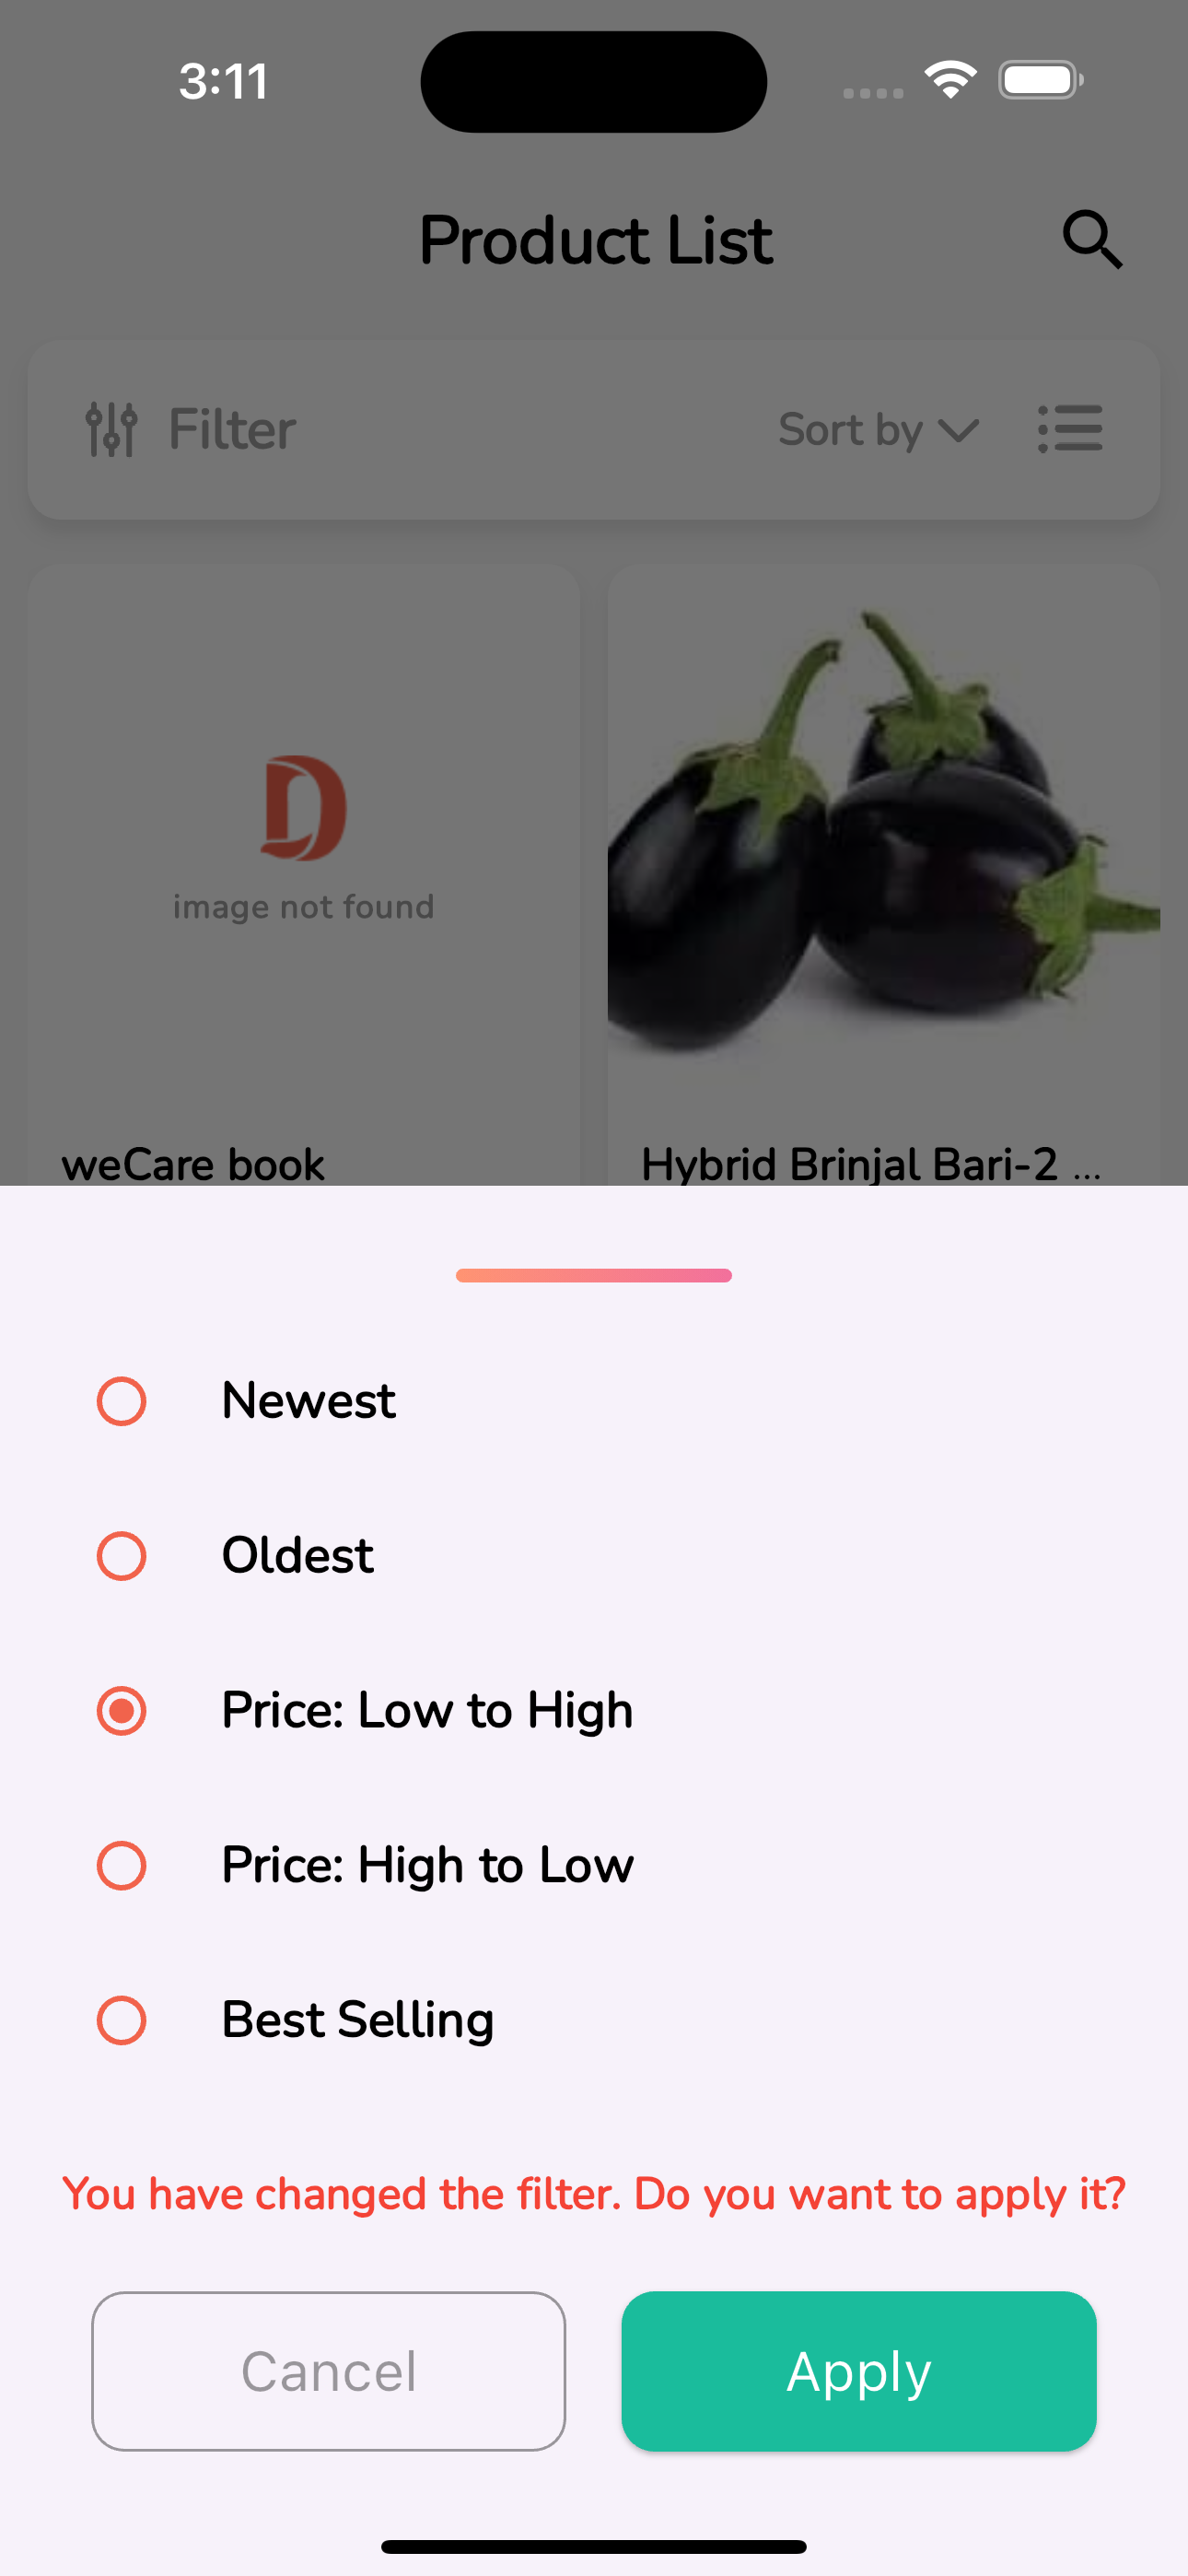 3:11
Product List
Filter
Sort by
D
image not found
weCare book
Hybrid Brinjal Bari-2 ...
Newest
Oldest
Price: Low to High
Price: High to Low
Best Selling
You have changed the filter. Do you want to apply it?
Cancel
Apply